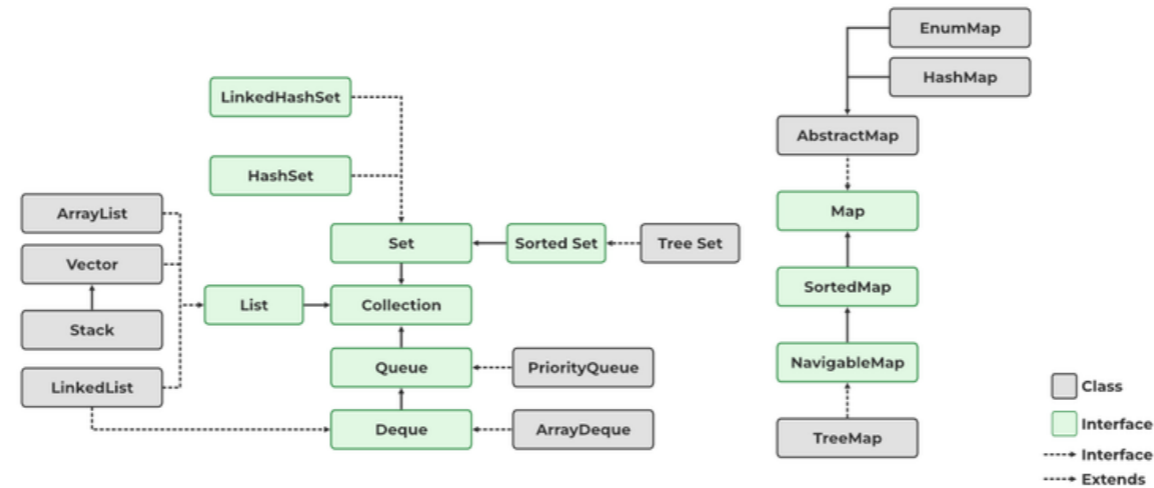 EnumMap
HashMap
AbstractMap
Map
SortedMap
NavigableMap
TreeMap
LinkedHashSet
HashSet
Set
Sorted Set
Tree Set
ArrayList
Vector
Stack
LinkedList
List
Collection
Queue
PriorityQueue
Deque
ArrayDeque
Class
Interface
Interface
Extends